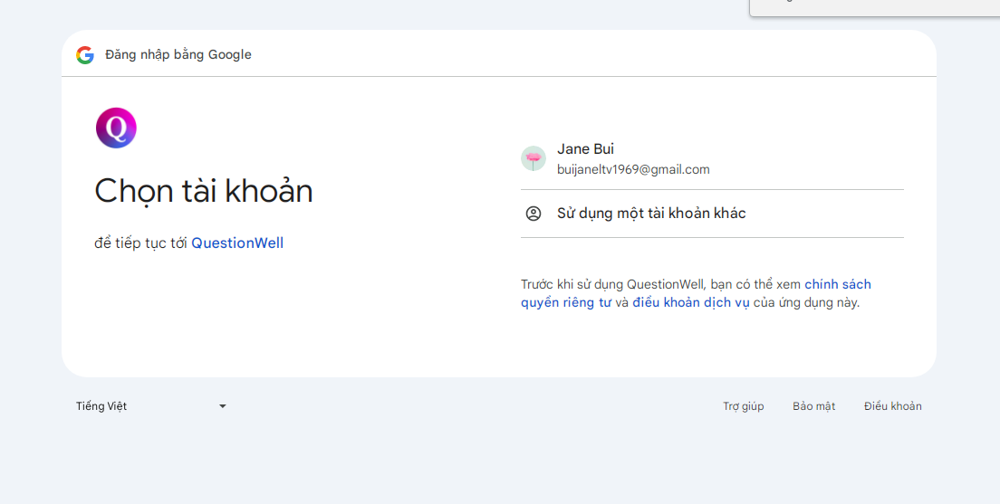 Đăng nhập bằng Google
Q
Chọn tài khoản
để tiếp tục tới QuestionWell
Jane Bui
buijaneltv1969@gmail.com
Sử dụng một tài khoản khác
Trước khi sử dụng QuestionWell, bạn có thể xem chính sách
quyền riêng tư và điều khoản dịch vụ của ứng dụng này.
Tiếng Việt
Trợ giúp
Bảo mật
Điều khoản